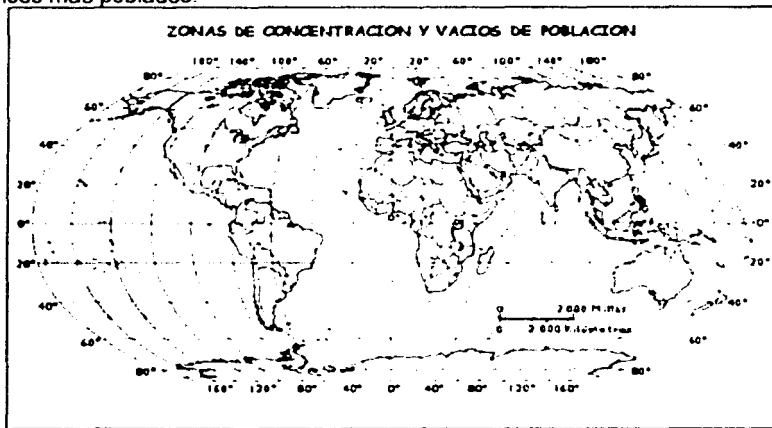 más poblados.
ZONAS DE CONCENTRACION Y VACIOS DE POBLACION
180° 140° 100° 60° 20° 20° 60° 100° 140° 180°
80° 80°
60° 60°
40° 40°
20° 20°
0° 0°
20° 20°
40° 40°
0 2 000 Millas
0 2 000 Kilómetros
60° 60°
80° 80°
160° 120° 80° 40° 0° 40° 80° 120° 160°